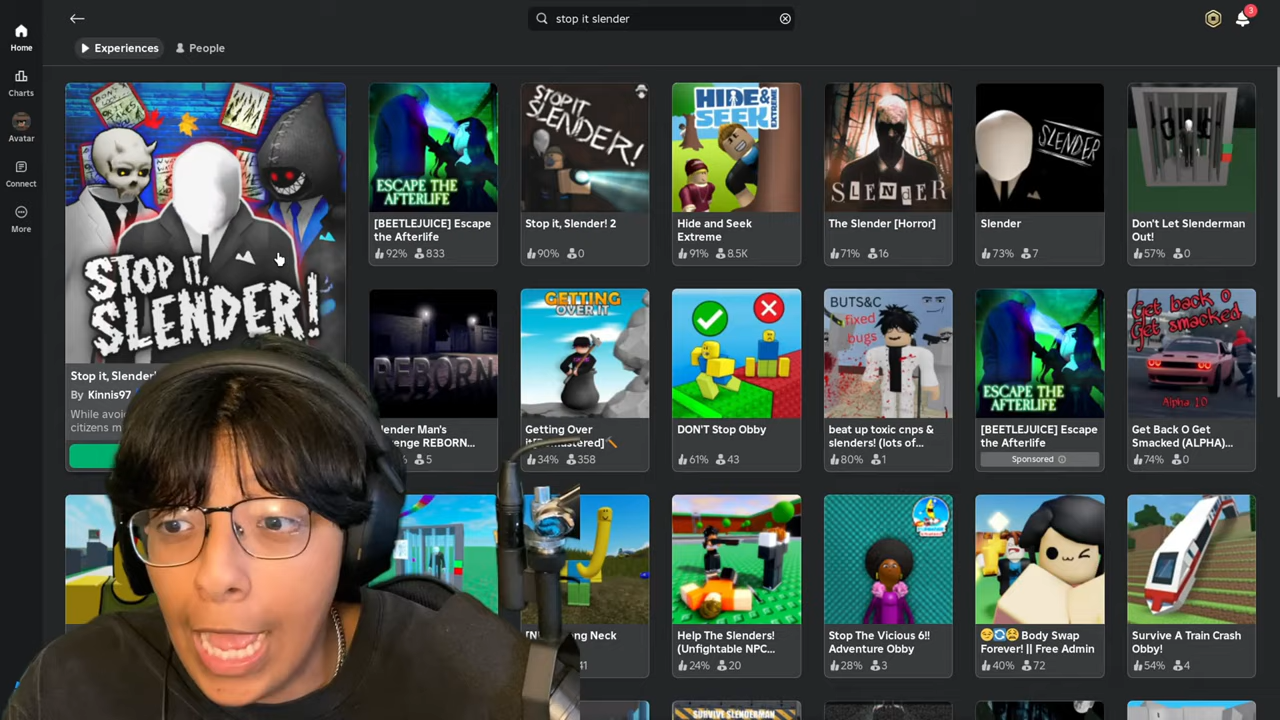 stop it slender
3
Home
Charts
Avatar
Connect
More
Experiences
People
STOP IT,
SLENDER!
Stop it, Slender!
By Kinnis97
While avoi
citizens m
ESCAPE THE
AFTERLIFE
[BEETLEJUICE] Escape
the Afterlife
92% 833
STOP IT,
SLENDER!
Stop it, Slender! 2
90% 0
HIDE &
SEEK
EXTREME
Hide and Seek
Extreme
91% 8.5K
SLENDER
The Slender [Horror]
71% 16
SLENDER
Slender
73% 7
Don't Let Slenderman
Out!
57% 0
REBORN
lender Man's
enge REBORN...
5
GETTING
OVER IT
Getting Over
34% 358
DON'T Stop Obby
61% 43
BUTS&C
fixed
bugs
beat up toxic cnps &
slenders! (lots of...
80% 1
ESCAPE THE
AFTERLIFE
[BEETLEJUICE] Escape
the Afterlife
Sponsored
Get back O
Get smacked
Alpha 1.0
Get Back O Get
Smacked (ALPHA)...
74% 0
ng Neck
41
Help The Slenders!
(Unfightable NPC...
24% 20
Stop The Vicious 6!!
Adventure Obby
28% 3
Body Swap
Forever! || Free Admin
40% 72
Survive A Train Crash
Obby!
54% 4
SURVIVE SLENDERMAN